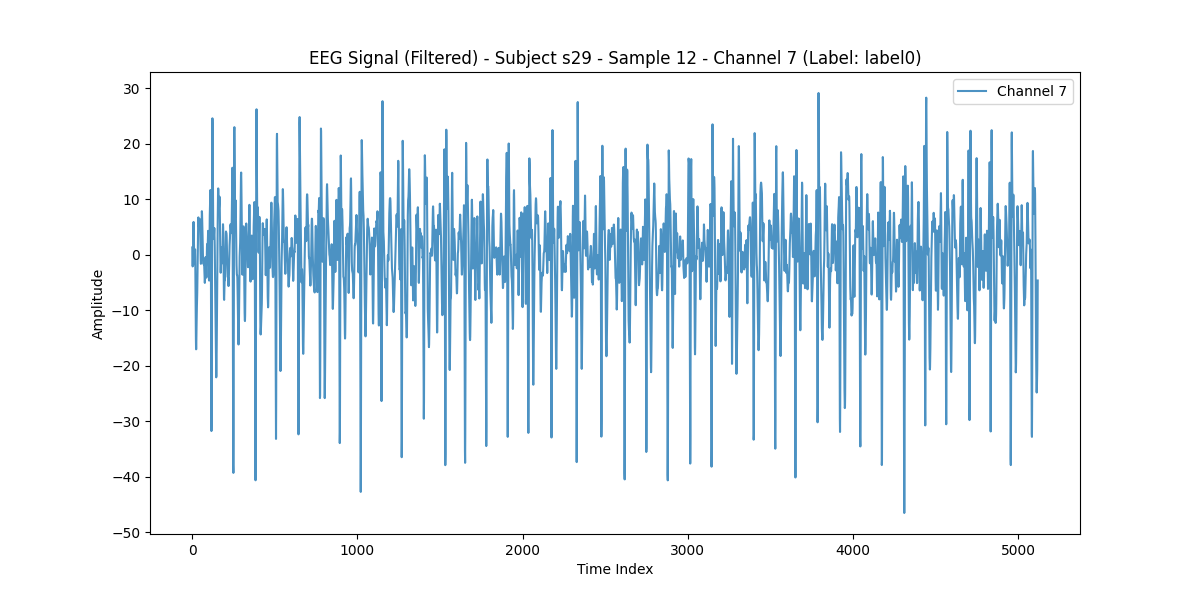 EEG Signal (Filtered) - Subject s29 - Sample 12 - Channel 7 (Label: label0)
Channel 7
30
20
10
0
−10
−20
−30
−40
−50
Amplitude
0 1000 2000 3000 4000 5000
Time Index